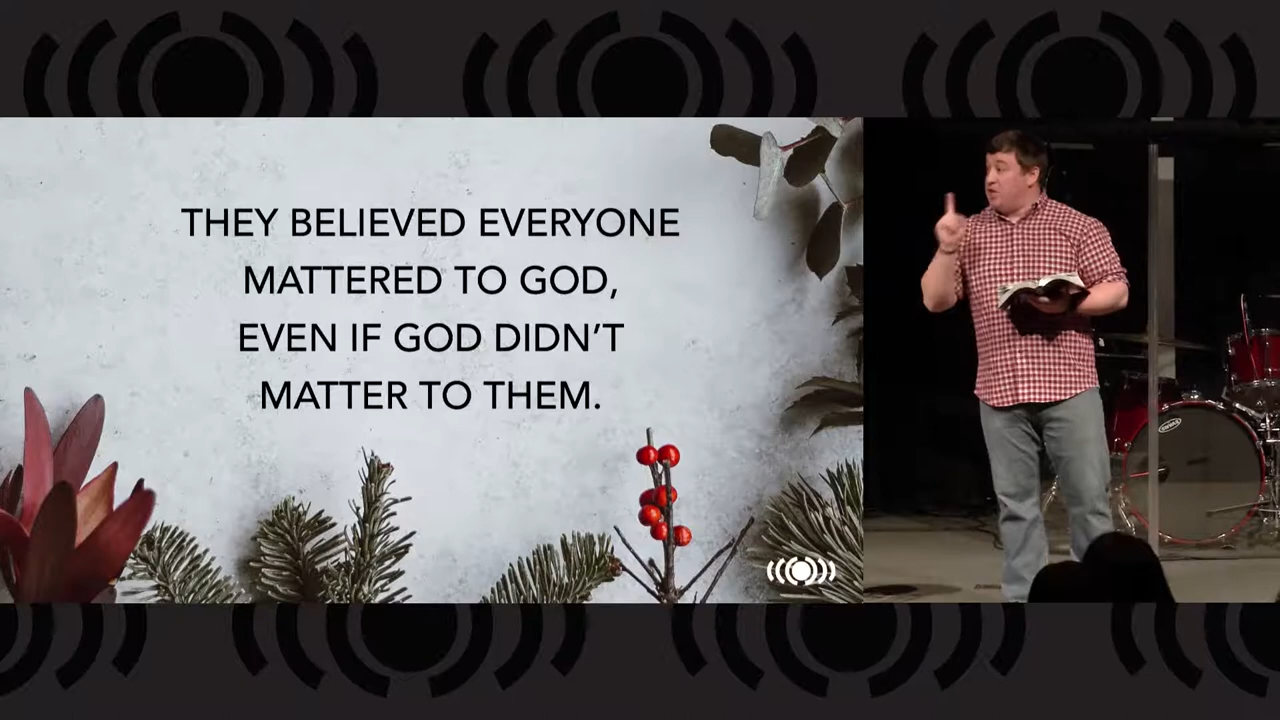 THEY BELIEVED EVERYONE
MATTERED TO GOD,
EVEN IF GOD DIDN’T
MATTER TO THEM.